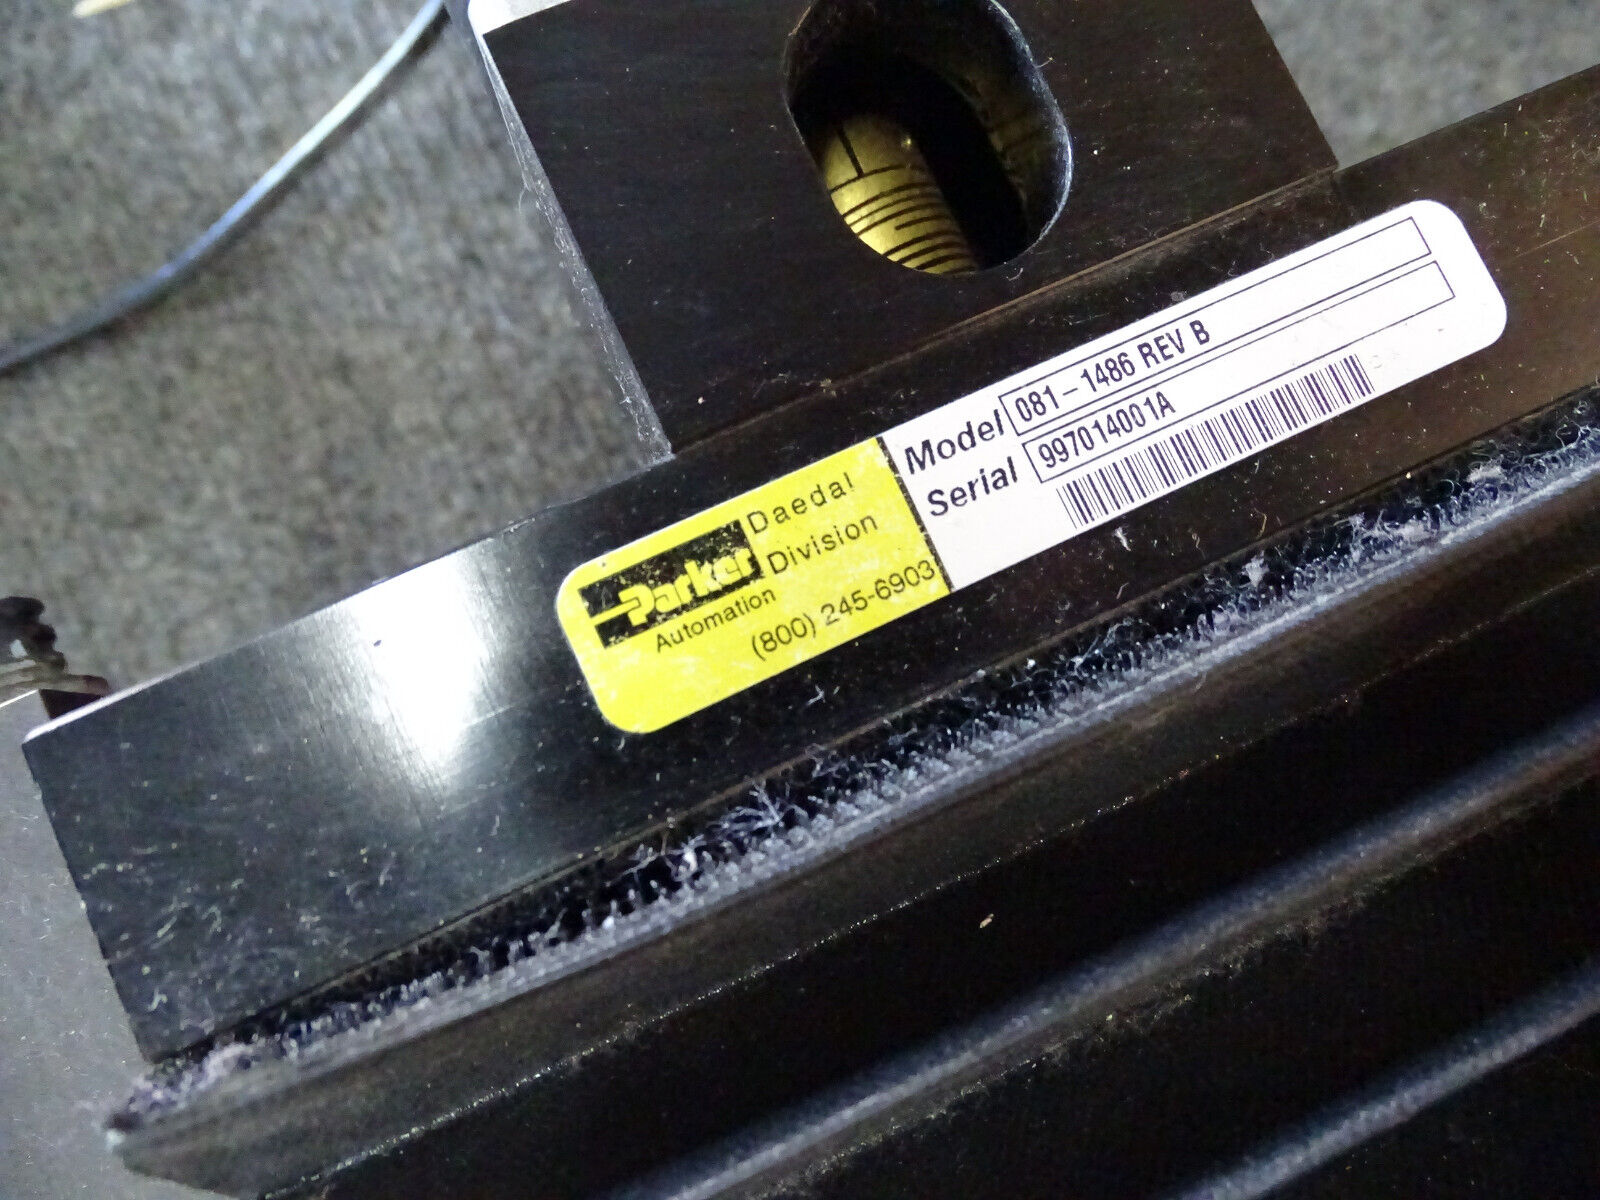 Parker
Automation
Daedal
Division
(800) 245-6903
Model 081-1486 REV B
Serial 997014001A